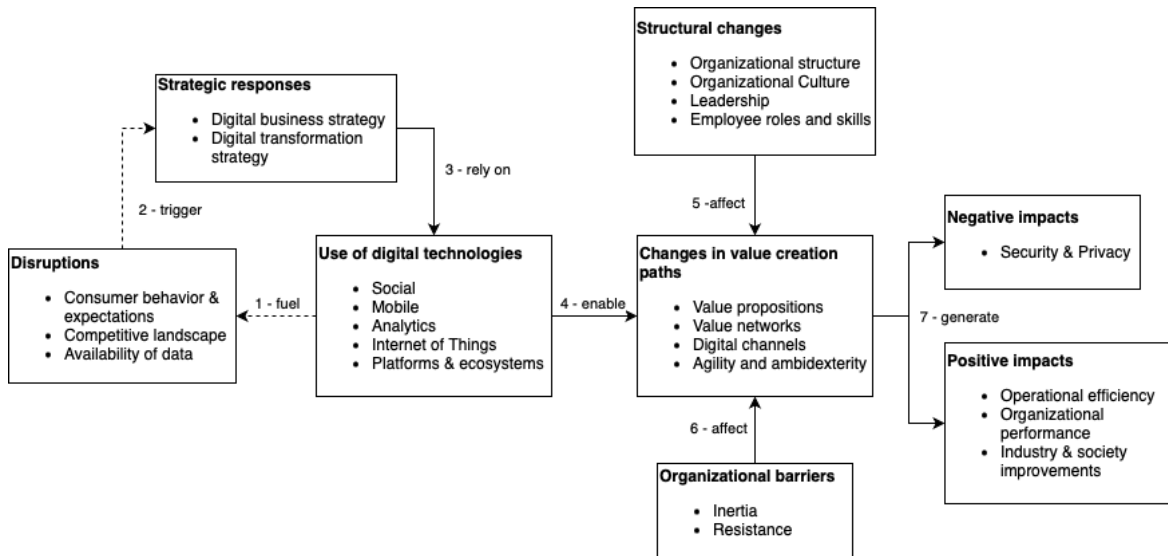 Structural changes
• Organizational structure
• Organizational Culture
• Leadership
• Employee roles and skills
Strategic responses
• Digital business strategy
• Digital transformation
strategy
3 - rely on
2 - trigger
5 -affect
Negative impacts
• Security & Privacy
Disruptions
• Consumer behavior &
expectations
• Competitive landscape
• Availability of data
1 - fuel
Use of digital technologies
• Social
• Mobile
• Analytics
• Internet of Things
• Platforms & ecosystems
4 - enable
Changes in value creation
paths
• Value propositions
• Value networks
• Digital channels
• Agility and ambidexterity
7 - generate
Positive impacts
• Operational efficiency
• Organizational
performance
• Industry & society
improvements
6 - affect
Organizational barriers
• Inertia
• Resistance